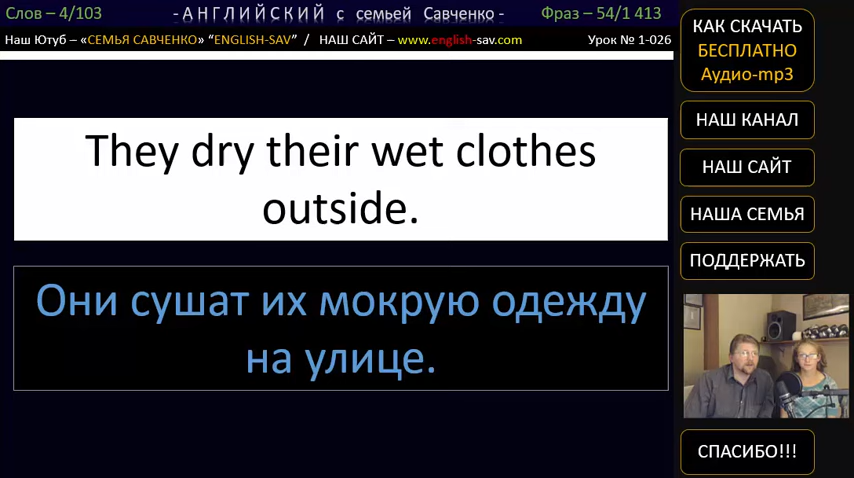 Слов – 4/103
- АНГЛИЙСКИЙ с семьей Савченко -
Фраз – 54/1 413
Наш Ютуб – «СЕМЬЯ САВЧЕНКО» “ENGLISH-SAV” / НАШ САЙТ – www.english-sav.com
Урок № 1-026
They dry their wet clothes
outside.
Они сушат их мокрую одежду
на улице.
КАК СКАЧАТЬ
БЕСПЛАТНО
Аудио-mp3
НАШ КАНАЛ
НАШ САЙТ
НАША СЕМЬЯ
ПОДДЕРЖАТЬ
СПАСИБО!!!